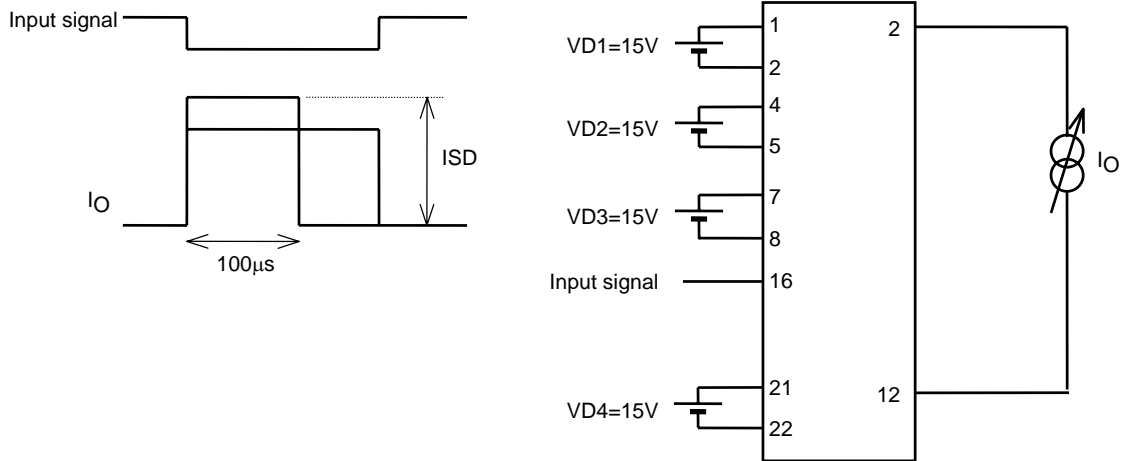 Input signal
ISD
IO
100µs
VD1=15V
1
2
VD2=15V
4
5
VD3=15V
7
8
Input signal
16
VD4=15V
21
22
2
12
IO